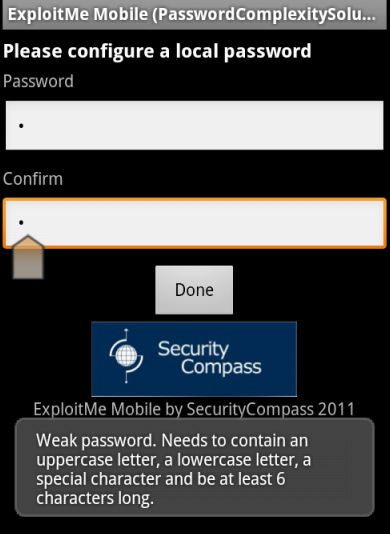 ExploitMe Mobile (PasswordComplexitySolu...
Please configure a local password
Password
•
Confirm
•
Done
Security
Compass
ExploitMe Mobile by SecurityCompass 2011
Weak password. Needs to contain an
uppercase letter, a lowercase letter, a
special character and be at least 6
characters long.